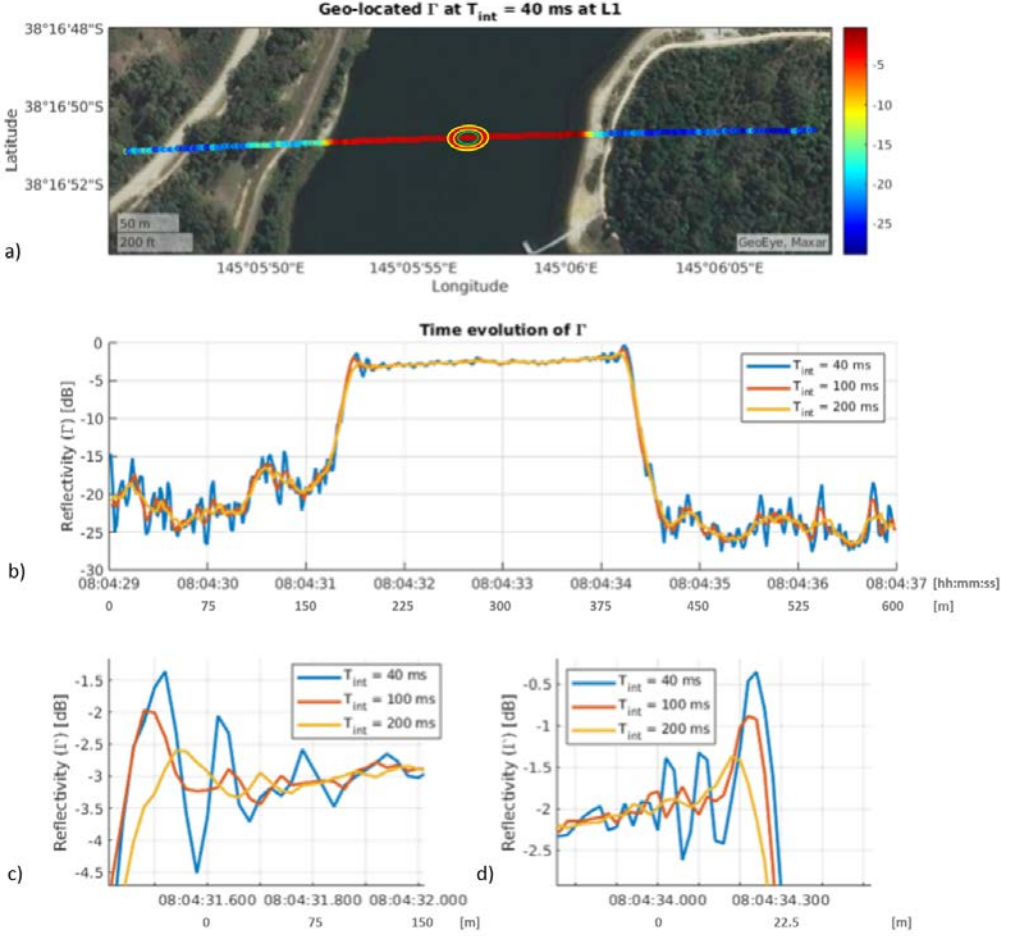 Geo-located Γ at T_int = 40 ms at L1
38°16'48"S
38°16'50"S
38°16'52"S
Latitude
50 m
200 ft
GeoEye, Maxar
-5
-10
-15
-20
-25
a)
145°05'50"E 145°05'55"E 145°06'E 145°06'05"E
Longitude
Time evolution of Γ
Reflectivity (Γ) [dB]
0
-5
-10
-15
-20
-25
-30
T_int = 40 ms
T_int = 100 ms
T_int = 200 ms
b)
08:04:29 08:04:30 08:04:31 08:04:32 08:04:33 08:04:34 08:04:35 08:04:36 08:04:37 [hh:mm:ss]
0 75 150 225 300 375 450 525 600 [m]
Reflectivity (Γ) [dB]
-1.5
-2
-2.5
-3
-3.5
-4
-4.5
T_int = 40 ms
T_int = 100 ms
T_int = 200 ms
c)
08:04:31.600 08:04:31.800 08:04:32.000
0 75 150 [m]
Reflectivity (Γ) [dB]
-0.5
-1
-1.5
-2
-2.5
T_int = 40 ms
T_int = 100 ms
T_int = 200 ms
d)
08:04:34.000 08:04:34.300
0 22.5 [m]